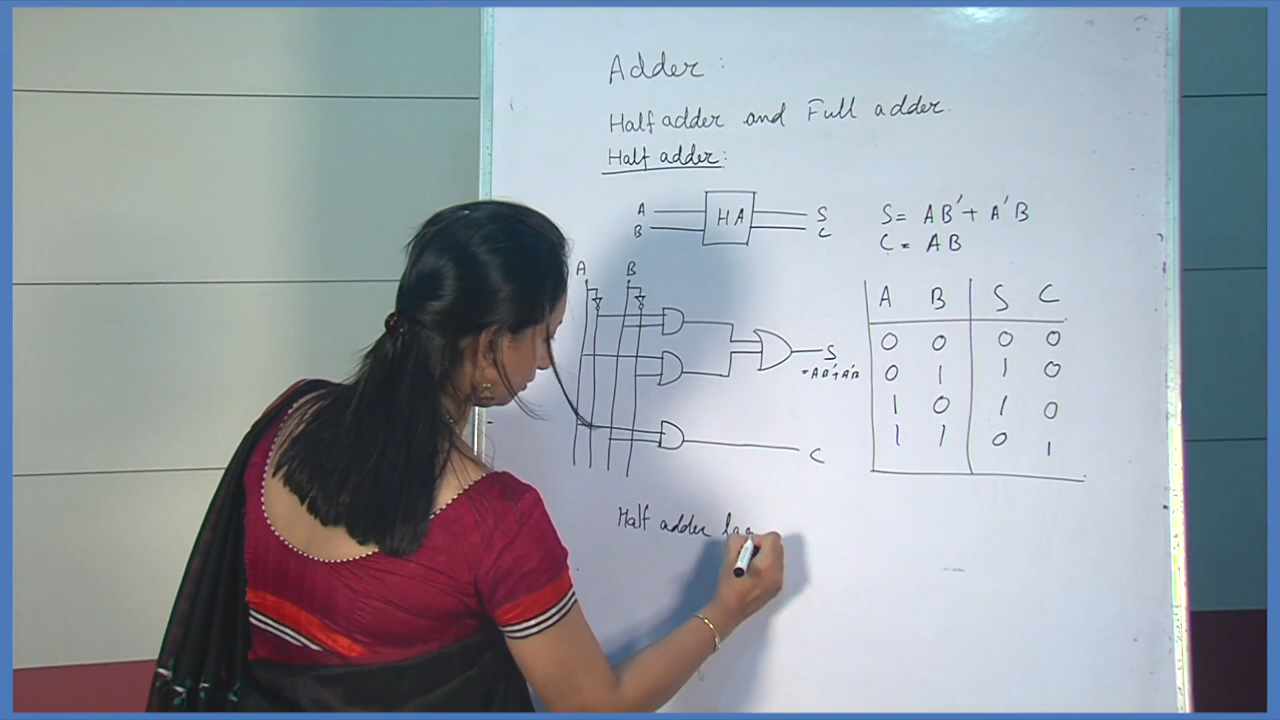 Adder:
Half adder and Full adder.
Half adder:
A
B
HA
S
C
S = AB' + A'B
C = AB
A B
S
= AB' + A'B
C
A B S C
0 0 0 0
0 1 1 0
1 0 1 0
1 1 0 1
Half adder